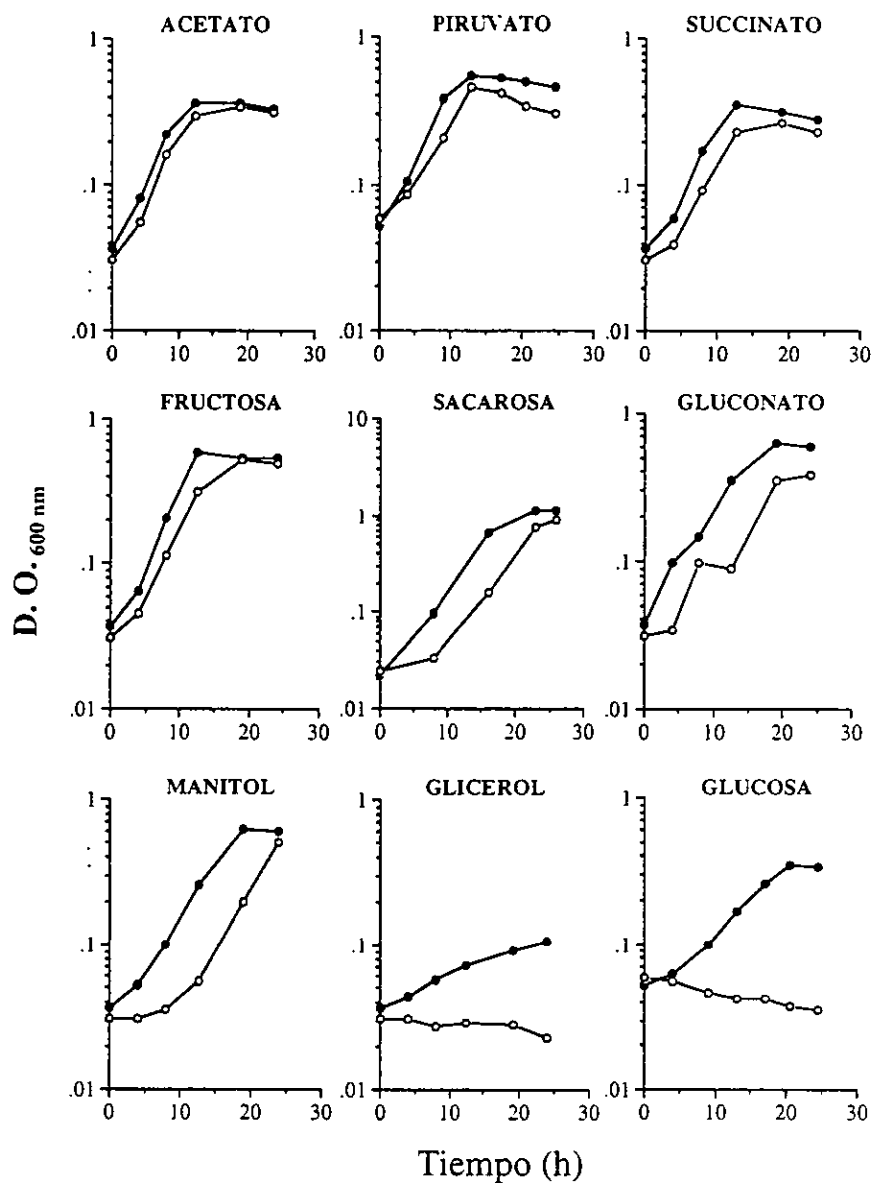 ACETATO PIRUVATO SUCCINATO
1 1 1
.1 .1 .1
.01 .01 .01
0 10 20 30 0 10 20 30 0 10 20 30
FRUCTOSA SACAROSA GLUCONATO
1 10 1
1
.1 .1 .1
.01 .01 .01
0 10 20 30 0 10 20 30 0 10 20 30
D. O. 600 nm
MANITOL GLICEROL GLUCOSA
1 1 1
.1 .1 .1
.01 .01 .01
0 10 20 30 0 10 20 30 0 10 20 30
Tiempo (h)